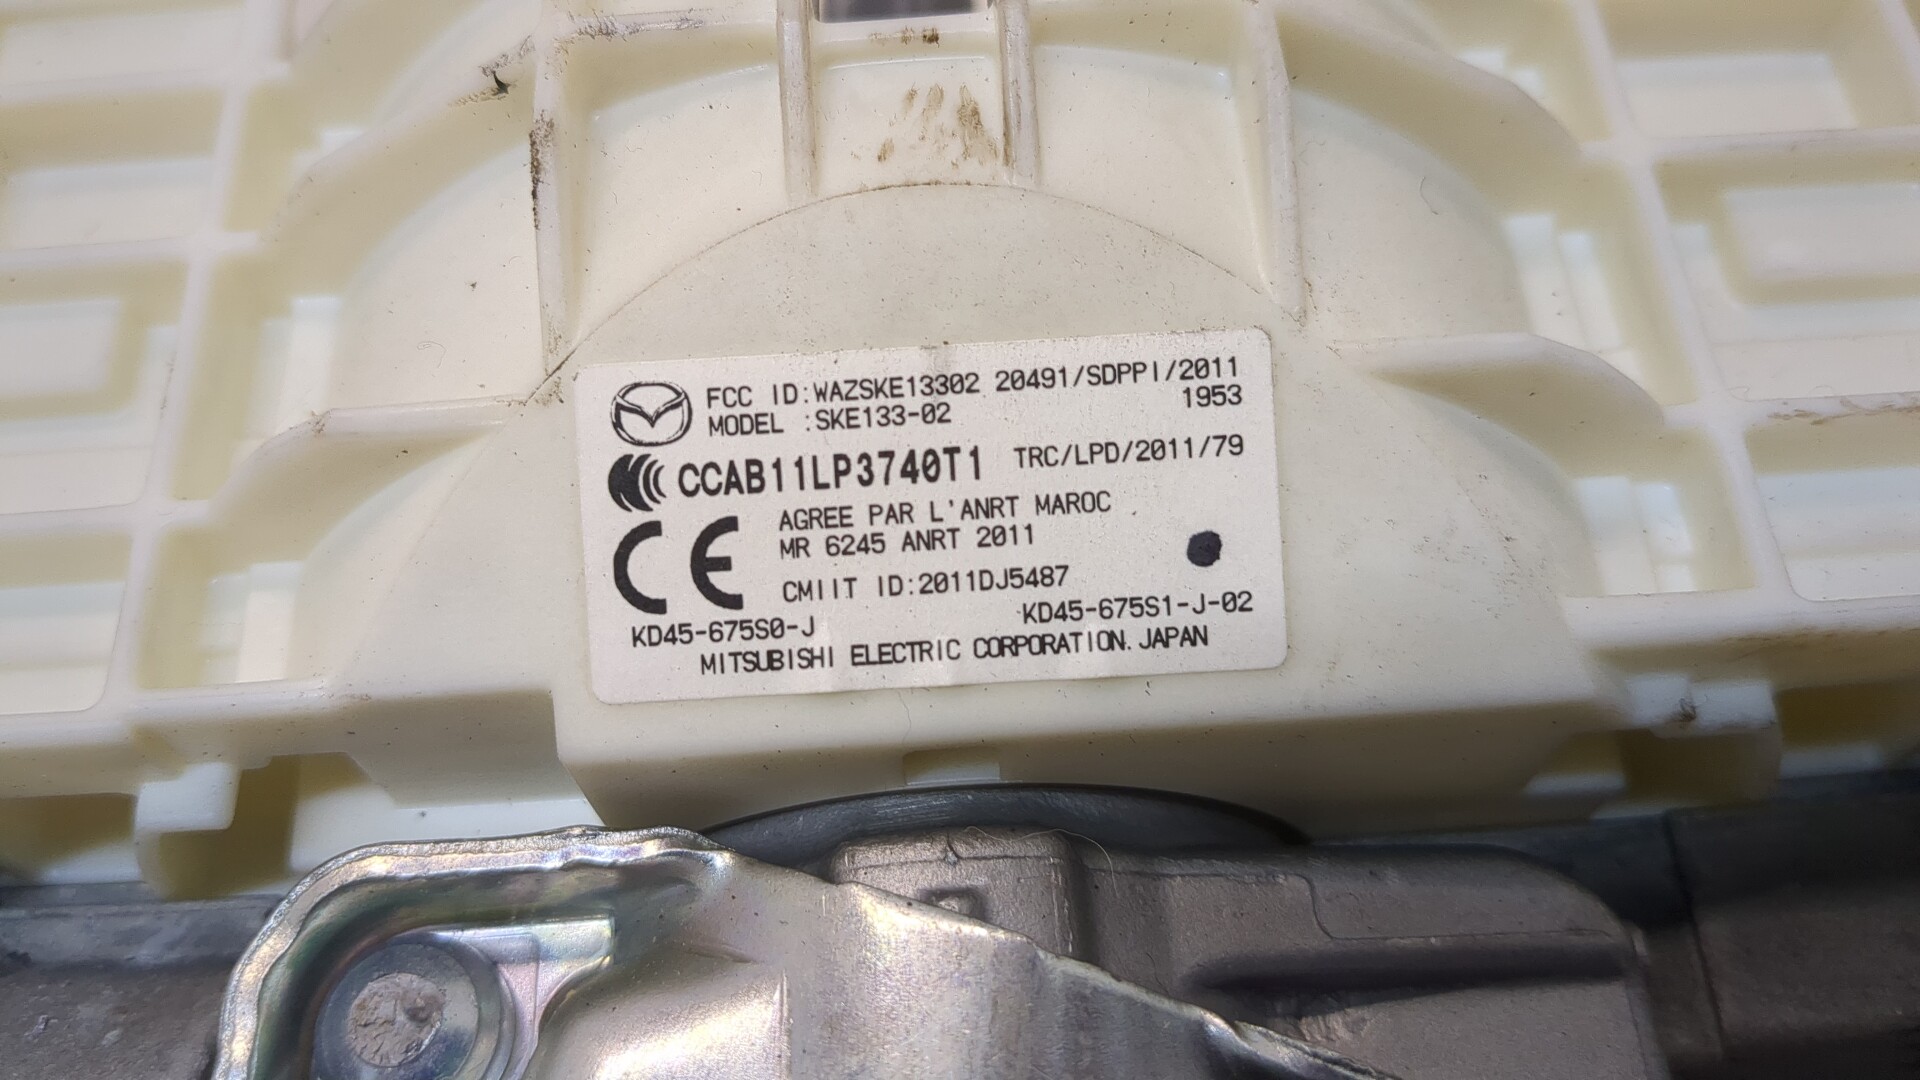 FCC ID:WAZSKE13302 20491/SDPPI/2011
MODEL :SKE133-02 1953
CCAB11LP3740T1 TRC/LPD/2011/79
CE AGREE PAR L'ANRT MAROC
MR 6245 ANRT 2011
CMIIT ID:2011DJ5487
KD45-675S0-J KD45-675S1-J-02
MITSUBISHI ELECTRIC CORPORATION. JAPAN